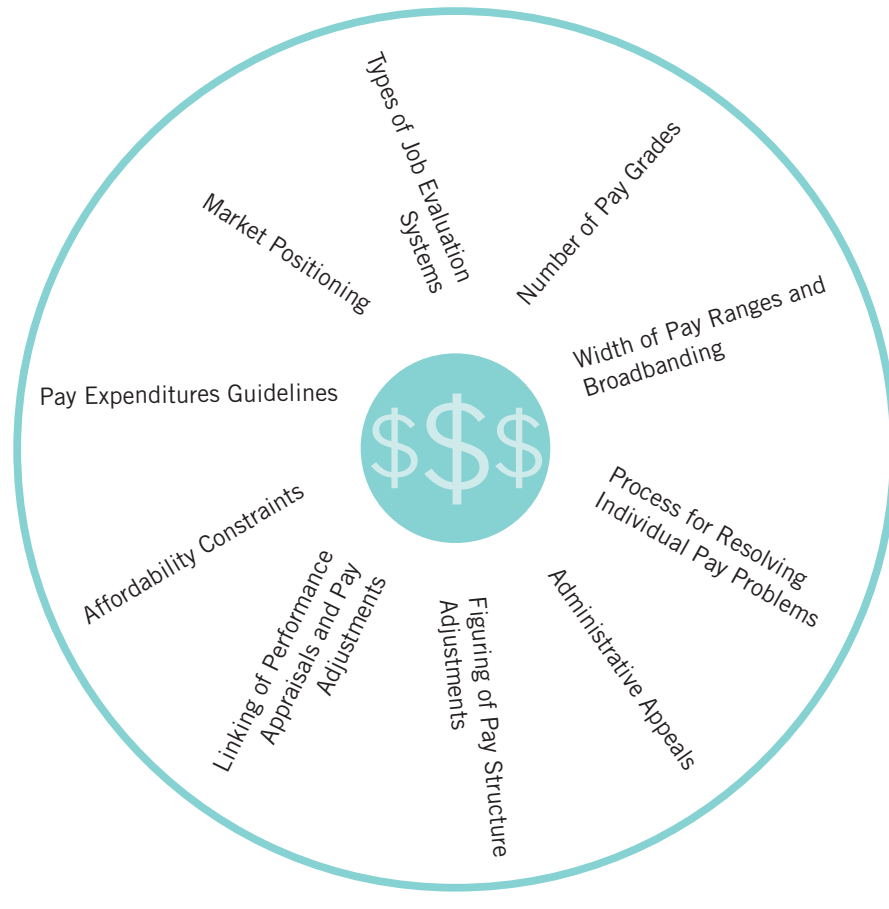 Types of Job Evaluation
Systems
Number of Pay Grades
Width of Pay Ranges and
Broadbanding
Process for Resolving
Individual Pay Problems
Administrative Appeals
Figuring of Pay Structure
Adjustments
Linking of Performance
Appraisals and Pay
Adjustments
Affordability Constraints
Pay Expenditures Guidelines
Market Positioning
$$$